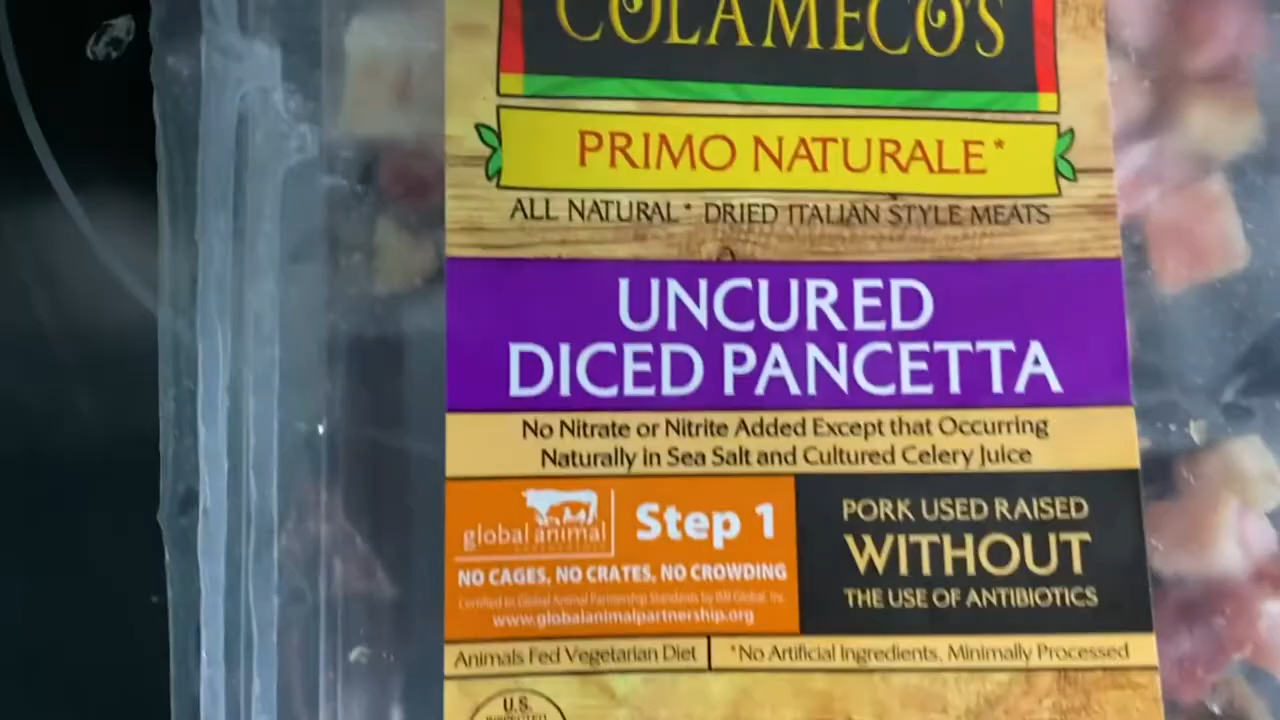 COLAMECO'S
PRIMO NATURALE*
ALL NATURAL* DRIED ITALIAN STYLE MEATS
UNCURED
DICED PANCETTA
No Nitrate or Nitrite Added Except that Occurring
Naturally in Sea Salt and Cultured Celery Juice
global animal
Step 1
NO CAGES, NO CRATES, NO CROWDING
Certified to Global Animal Partnership Standards by IMI Global, Inc.
www.globalanimalpartnership.org
PORK USED RAISED
WITHOUT
THE USE OF ANTIBIOTICS
Animals Fed Vegetarian Diet
*No Artificial Ingredients, Minimally Processed
U.S.